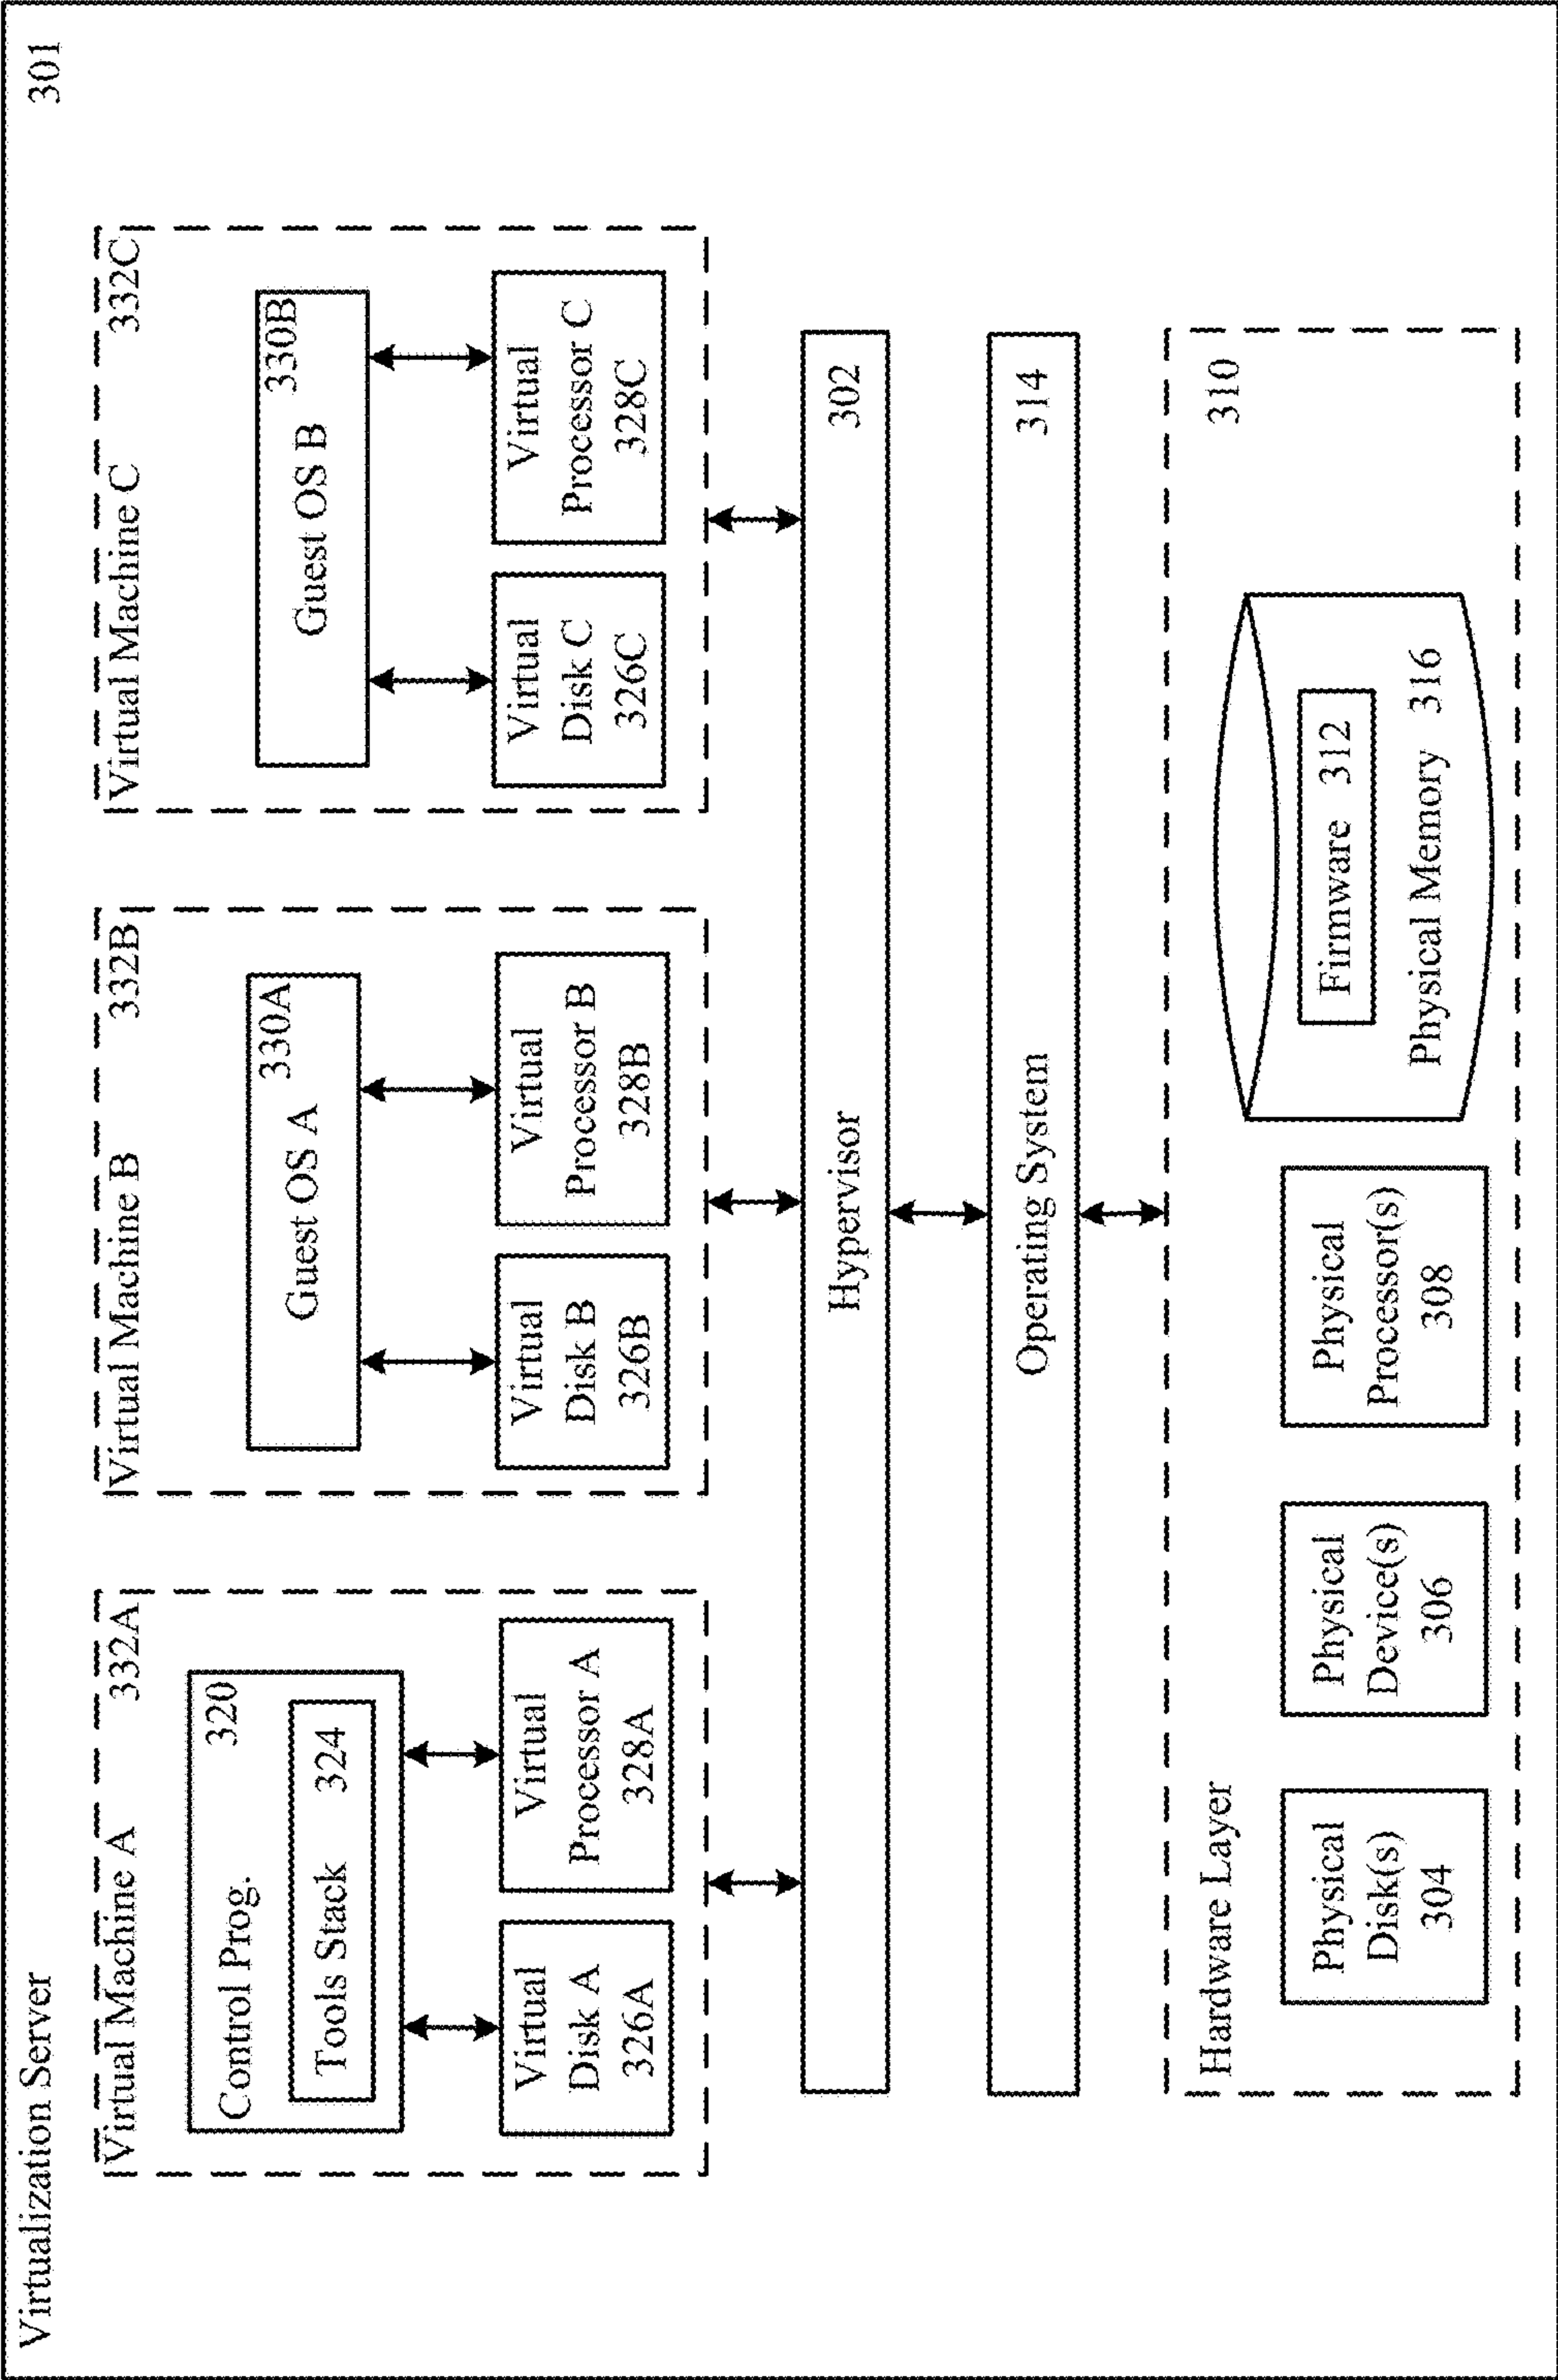 Virtualization Server 301
Virtual Machine A 332A
Control Prog. 320
Tools Stack 324
Virtual
Disk A
326A
Virtual
Processor A
328A
Virtual Machine B 332B
330A
Guest OS A
Virtual
Disk B
326B
Virtual
Processor B
328B
Virtual Machine C 332C
330B
Guest OS B
Virtual
Disk C
326C
Virtual
Processor C
328C
Hypervisor 302
Operating System 314
Hardware Layer 310
Physical
Disk(s)
304
Physical
Device(s)
306
Physical
Processor(s)
308
Firmware 312
Physical Memory 316